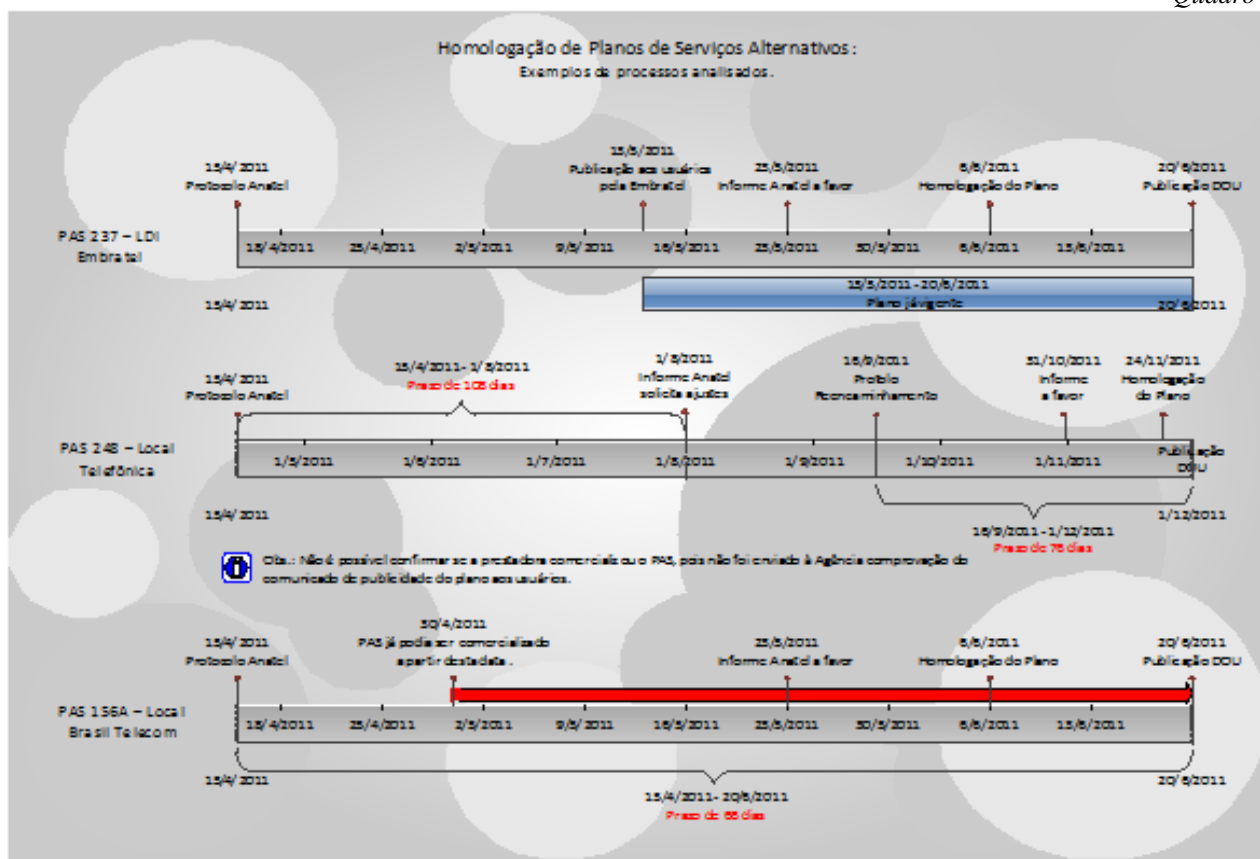 Quadro
Homologação de Planos de Serviços Alternativos:
Exemplos de processos analisados.
15/4/2011
Protocolo Anatel
13/5/2011
Publicação aos usuários
pela Embratel
23/5/2011
Informe Anatel a favor
6/6/2011
Homologação do Plano
20/6/2011
Publicação DOU
PAS 237 – LDI
Embratel
18/4/2011 25/4/2011 2/5/2011 9/5/2011 16/5/2011 23/5/2011 30/5/2011 6/6/2011 13/6/2011
15/4/2011
13/5/2011 - 20/6/2011
Plano já vigente
20/6/2011
15/4/2011
Protocolo Anatel
15/4/2011 - 1/8/2011
Prazo de 108 dias
1/8/2011
Informe Anatel
solicita ajustes
16/9/2011
Reencaminhamento
31/10/2011
Informe
a favor
24/11/2011
Homologação
do Plano
PAS 248 – Local
Telefônica
1/5/2011 1/6/2011 1/7/2011 1/8/2011 1/9/2011 1/10/2011 1/11/2011
Publicação
DOU
15/4/2011
16/9/2011 - 1/12/2011
Prazo de 76 dias
1/12/2011
Obs.: Não é possível confirmar se a prestadora comercializou o PAS, pois não foi enviado à Agência comprovação do
comunicado de publicidade do plano aos usuários.
15/4/2011
Protocolo Anatel
30/4/2011
PAS já podia ser comercializado
a partir desta data.
23/5/2011
Informe Anatel a favor
6/6/2011
Homologação do Plano
20/6/2011
Publicação DOU
PAS 156A – Local
Brasil Telecom
18/4/2011 25/4/2011 2/5/2011 9/5/2011 16/5/2011 23/5/2011 30/5/2011 6/6/2011 13/6/2011
15/4/2011
15/4/2011 - 20/6/2011
Prazo de 66 dias
20/6/2011